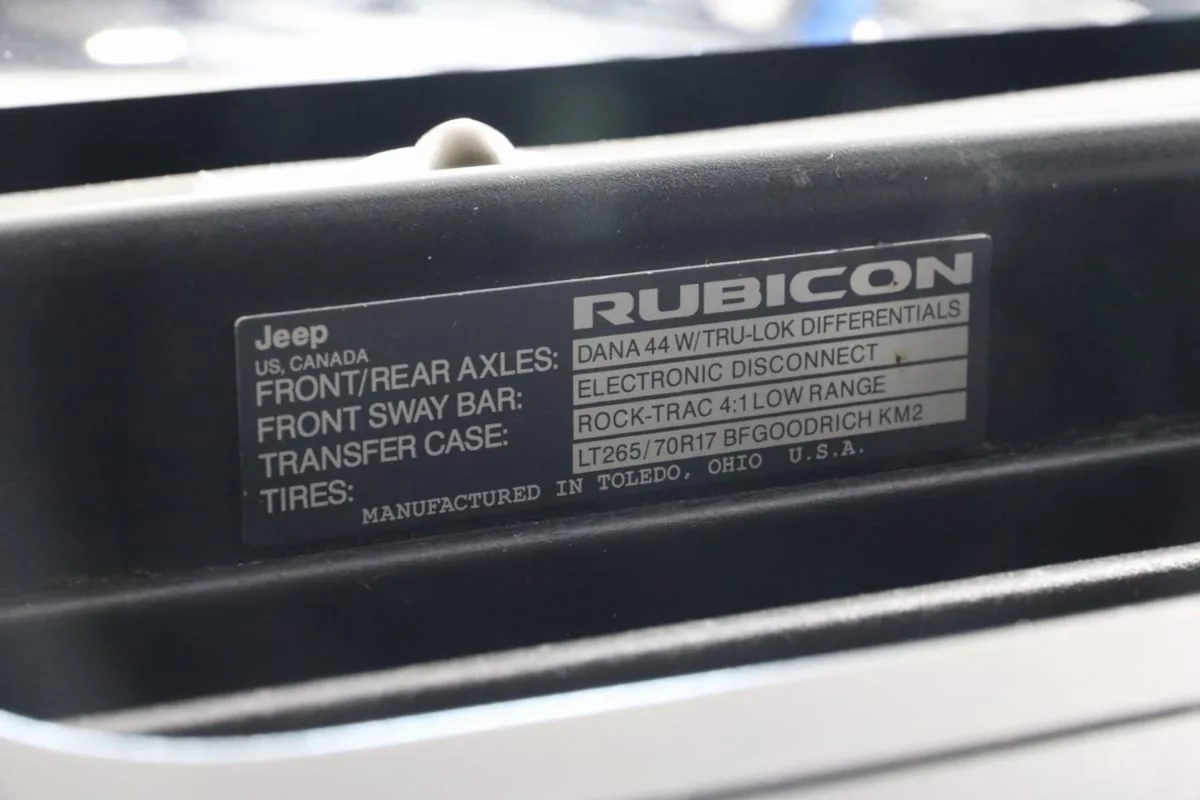 Jeep
RUBICON
US, CANADA
FRONT/REAR AXLES: DANA 44 W/TRU-LOK DIFFERENTIALS
FRONT SWAY BAR: ELECTRONIC DISCONNECT
TRANSFER CASE: ROCK-TRAC 4:1 LOW RANGE
TIRES: LT265/70R17 BFGOODRICH KM2
MANUFACTURED IN TOLEDO, OHIO U.S.A.